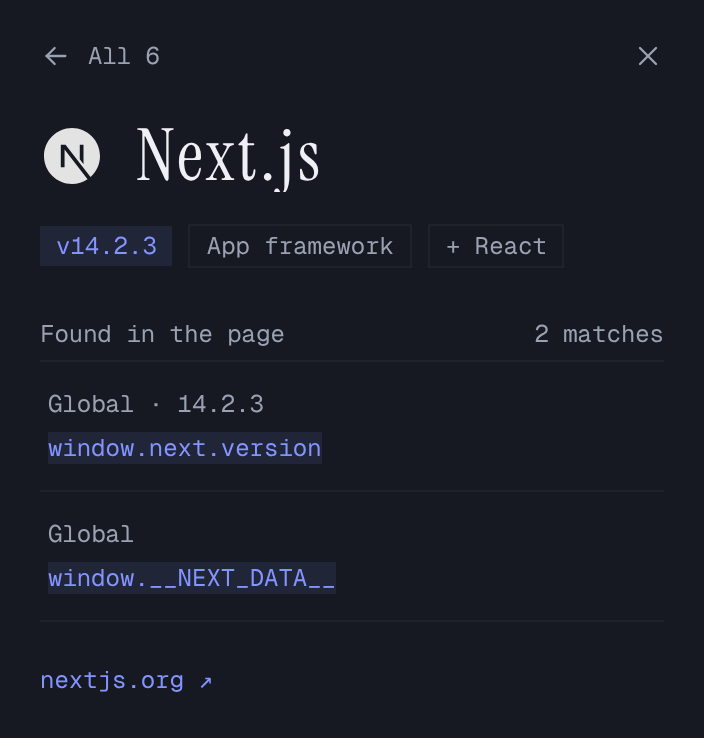 ← All 6 ×
N Next.js
v14.2.3 App framework + React
Found in the page 2 matches
Global · 14.2.3
window.next.version
Global
window.__NEXT_DATA__
nextjs.org ↗